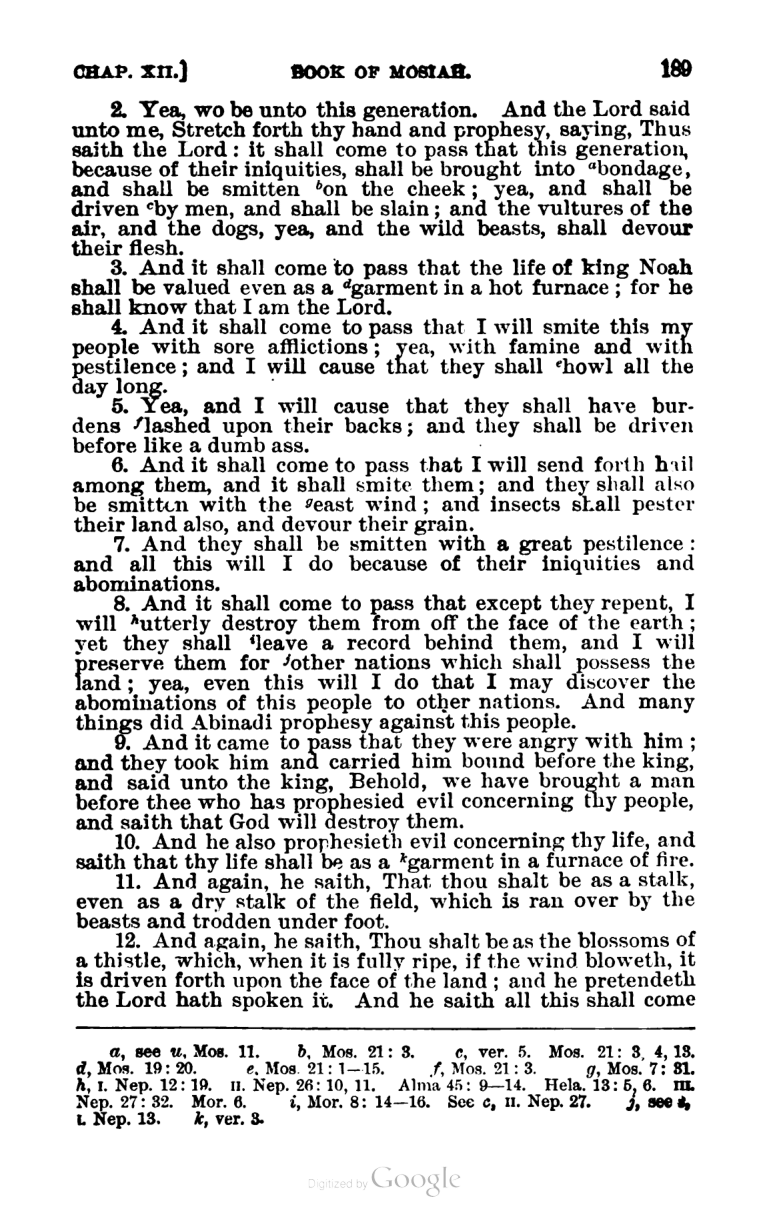 CHAP. XII.] BOOK OF MOSIAH. 189
2. Yea, wo be unto this generation. And the Lord said
unto me, Stretch forth thy hand and prophesy, saying, Thus
saith the Lord: it shall come to pass that this generation,
because of their iniquities, shall be brought into ᵃbondage,
and shall be smitten ᵇon the cheek; yea, and shall be
driven ᶜby men, and shall be slain; and the vultures of the
air, and the dogs, yea, and the wild beasts, shall devour
their flesh.
3. And it shall come to pass that the life of king Noah
shall be valued even as a ᵈgarment in a hot furnace; for he
shall know that I am the Lord.
4. And it shall come to pass that I will smite this my
people with sore afflictions; yea, with famine and with
pestilence; and I will cause that they shall ᵉhowl all the
day long.
5. Yea, and I will cause that they shall have bur-
dens ᶠlashed upon their backs; and they shall be driven
before like a dumb ass.
6. And it shall come to pass that I will send forth hail
among them, and it shall smite them; and they shall also
be smitten with the ᵍeast wind; and insects shall pester
their land also, and devour their grain.
7. And they shall be smitten with a great pestilence:
and all this will I do because of their iniquities and
abominations.
8. And it shall come to pass that except they repent, I
will ʰutterly destroy them from off the face of the earth;
yet they shall ⁱleave a record behind them, and I will
preserve them for ʲother nations which shall possess the
land; yea, even this will I do that I may discover the
abominations of this people to other nations. And many
things did Abinadi prophesy against this people.
9. And it came to pass that they were angry with him;
and they took him and carried him bound before the king,
and said unto the king, Behold, we have brought a man
before thee who has prophesied evil concerning thy people,
and saith that God will destroy them.
10. And he also prophesieth evil concerning thy life, and
saith that thy life shall be as a ᵏgarment in a furnace of fire.
11. And again, he saith, That thou shalt be as a stalk,
even as a dry stalk of the field, which is ran over by the
beasts and trodden under foot.
12. And again, he saith, Thou shalt be as the blossoms of
a thistle, which, when it is fully ripe, if the wind bloweth, it
is driven forth upon the face of the land; and he pretendeth
the Lord hath spoken it. And he saith all this shall come
a, see u, Mos. 11. b, Mos. 21: 3. c, ver. 5. Mos. 21: 3, 4, 13.
d, Mos. 19: 20. e, Mos. 21: 1—15. f, Mos. 21: 3. g, Mos. 7: 31.
h, I. Nep. 12: 19. II. Nep. 26: 10, 11. Alma 45: 9—14. Hela. 13: 5, 6. III.
Nep. 27: 32. Mor. 6. i, Mor. 8: 14—16. See c, II. Nep. 27. j, see
I. Nep. 13. k, ver. 3.
Digitized by Google